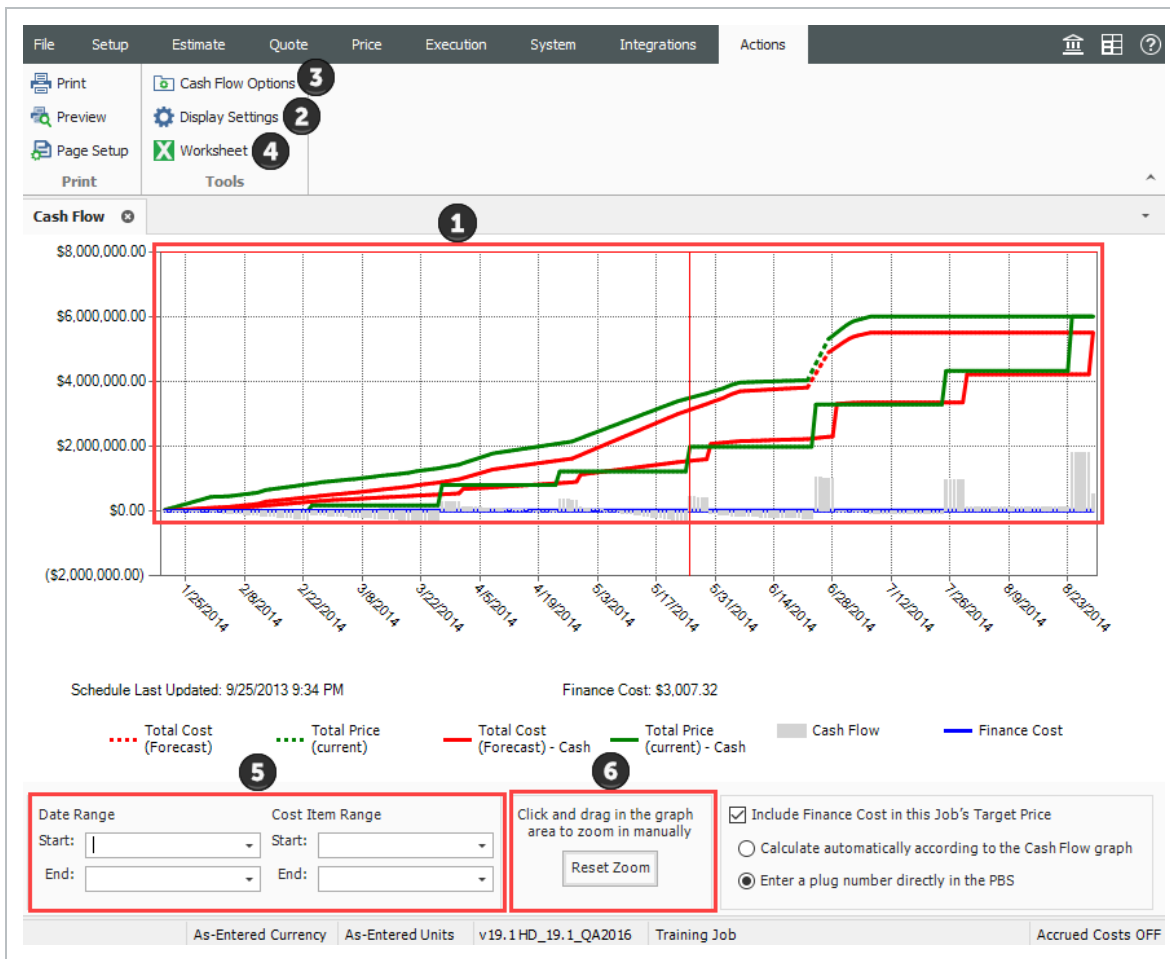 File Setup Estimate Quote Price Execution System Integrations Actions
Print
Preview
Page Setup
Print
Cash Flow Options 3
Display Settings 2
Worksheet 4
Tools
Cash Flow
1
$8,000,000.00
$6,000,000.00
$4,000,000.00
$2,000,000.00
$0.00
($2,000,000.00)
1/25/2014
2/8/2014
2/22/2014
3/8/2014
3/22/2014
4/5/2014
4/19/2014
5/3/2014
5/17/2014
5/31/2014
6/14/2014
6/28/2014
7/12/2014
7/26/2014
8/9/2014
8/23/2014
Schedule Last Updated: 9/25/2013 9:34 PM
Finance Cost: $3,007.32
Total Cost
(Forecast)
Total Price
(current)
Total Cost
(Forecast) - Cash
Total Price
(current) - Cash
Cash Flow
Finance Cost
5
Date Range
Start:
End:
Cost Item Range
Start:
End:
6
Click and drag in the graph
area to zoom in manually
Reset Zoom
Include Finance Cost in this Job's Target Price
Calculate automatically according to the Cash Flow graph
Enter a plug number directly in the PBS
As-Entered Currency As-Entered Units v19.1 HD_19.1_QA2016 Training Job Accrued Costs OFF